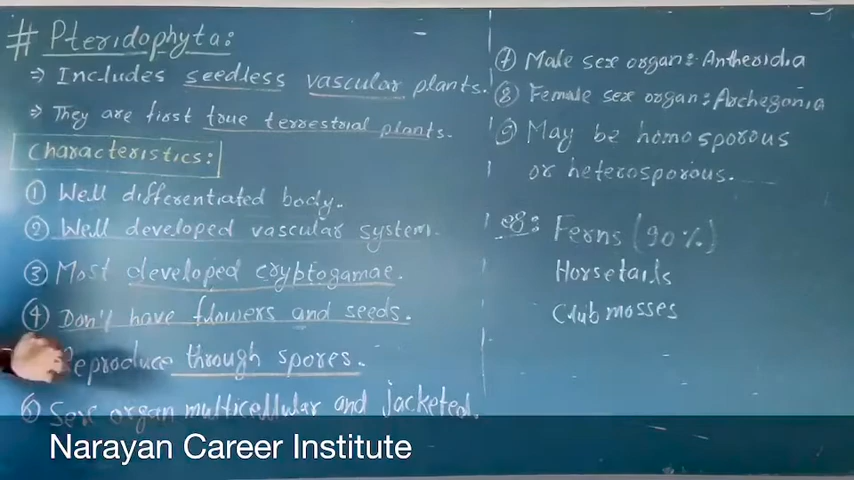 # Pteridophyta:
⇒ Includes seedless vascular plants.
⇒ They are first true terrestrial plants.
Characteristics:
① Well differentiated body.
② Well developed vascular system.
③ Most developed cryptogamae.
④ Don't have flowers and seeds.
Reproduce through spores.
⑥ Sex organ multicellular and jacketed.
⑦ Male sex organ: Antheridia
⑧ Female sex organ: Archegonia
⑨ May be homosporous
or heterosporous.
eg: Ferns (90%)
Horsetails
Club mosses
Narayan Career Institute